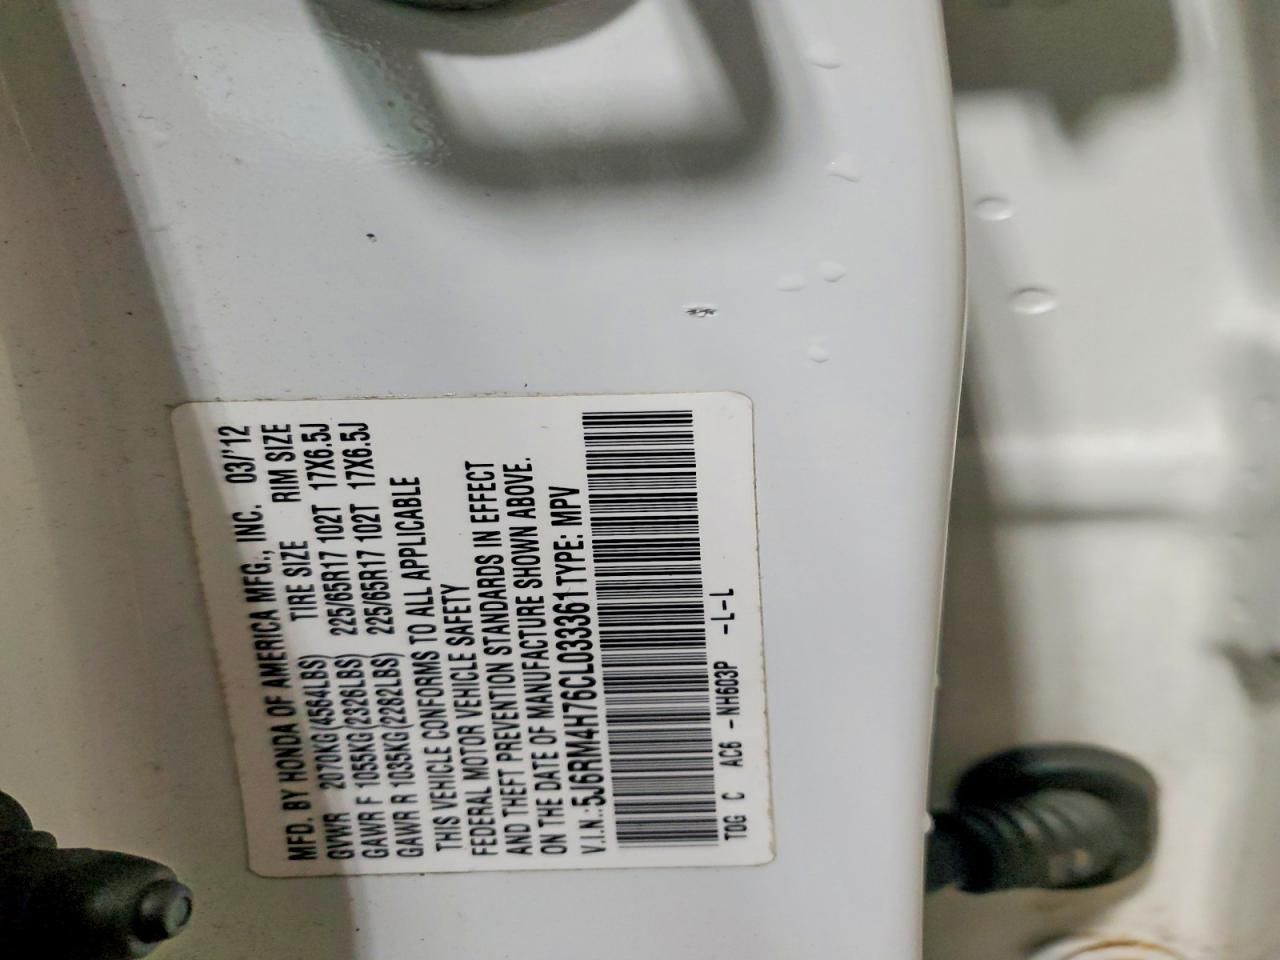 MFD. BY HONDA OF AMERICA MFG., INC. 03/'12
GVWR 2070KG(4564LBS) TIRE SIZE RIM SIZE
GAWR F 1055KG(2326LBS) 225/65R17 102T 17X6.5J
GAWR R 1035KG(2282LBS) 225/65R17 102T 17X6.5J
THIS VEHICLE CONFORMS TO ALL APPLICABLE
FEDERAL MOTOR VEHICLE SAFETY
AND THEFT PREVENTION STANDARDS IN EFFECT
ON THE DATE OF MANUFACTURE SHOWN ABOVE.
V.I.N.:5J6RM4H76CL033361 TYPE: MPV
T0G C AC6 -NH603P -L-L